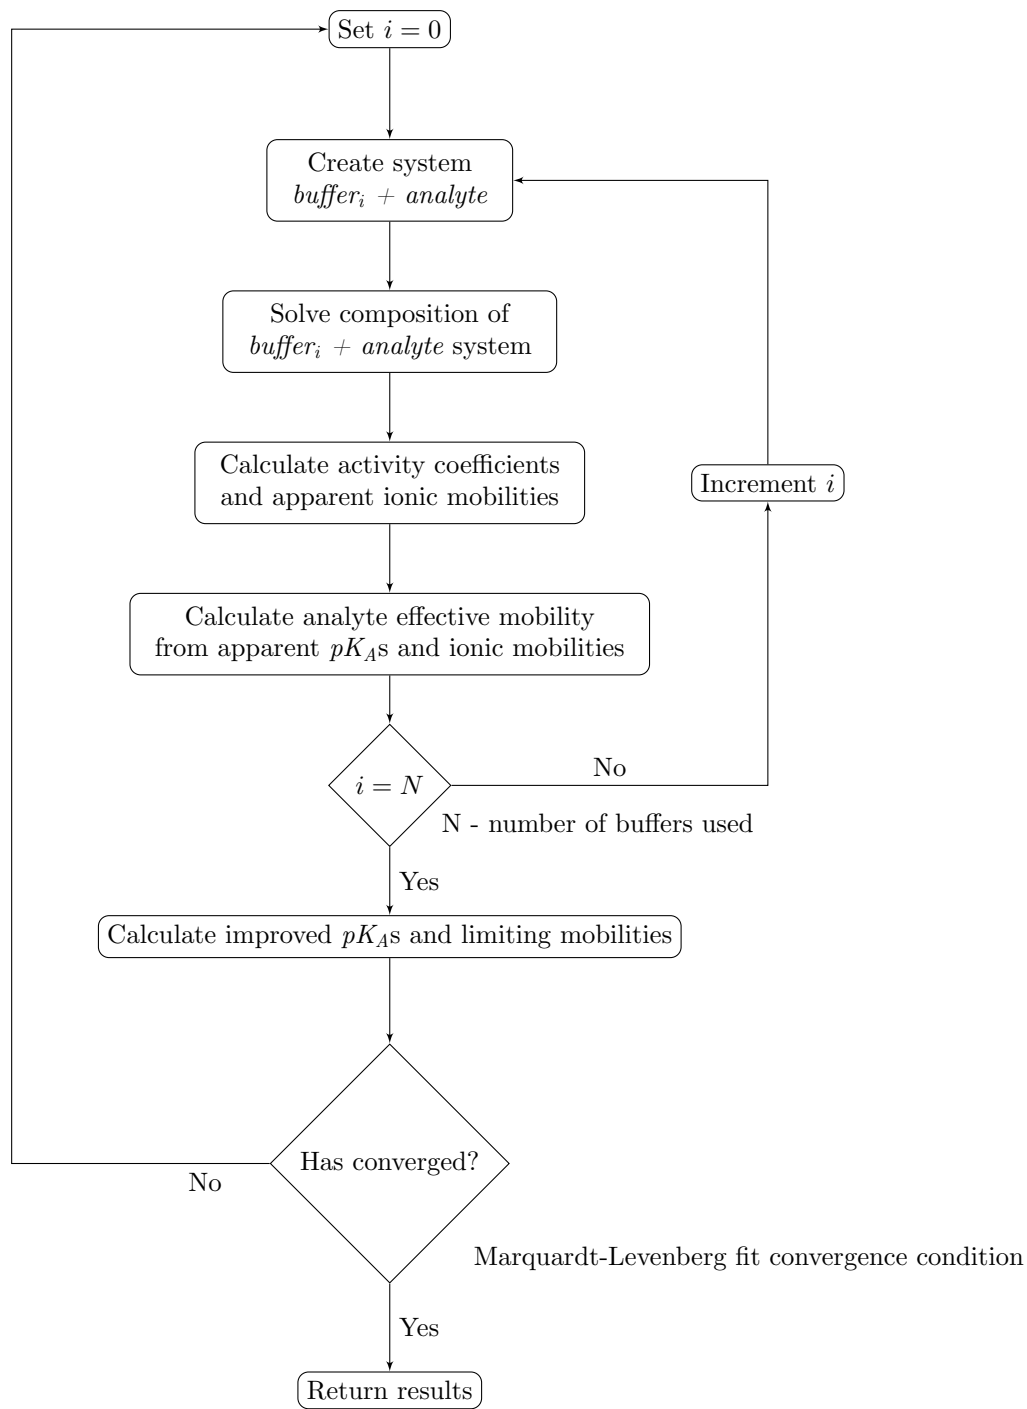 Set i = 0
Create system
buffer_i + analyte
Solve composition of
buffer_i + analyte system
Calculate activity coefficients
and apparent ionic mobilities
Increment i
Calculate analyte effective mobility
from apparent pK_As and ionic mobilities
No
i = N
N - number of buffers used
Yes
Calculate improved pK_As and limiting mobilities
Has converged?
No
Marquardt-Levenberg fit convergence condition
Yes
Return results